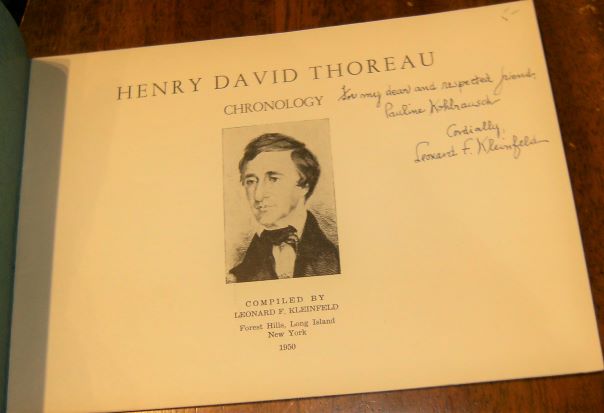 HENRY DAVID THOREAU
CHRONOLOGY
For my dear and respected friend,
Pauline Kohlrausch
Cordially,
Leonard F. Kleinfeld
COMPILED BY
LEONARD F. KLEINFELD
Forest Hills, Long Island
New York
1950